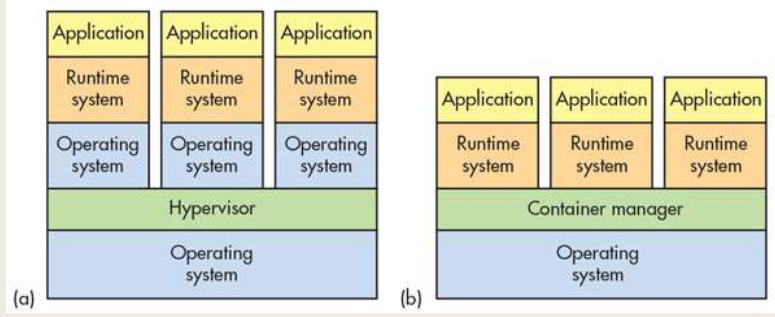 Application Application Application
Runtime Runtime Runtime
system system system
Operating Operating Operating
system system system
Hypervisor
Operating
system
(a)
Application Application Application
Runtime Runtime Runtime
system system system
Container manager
Operating
system
(b)